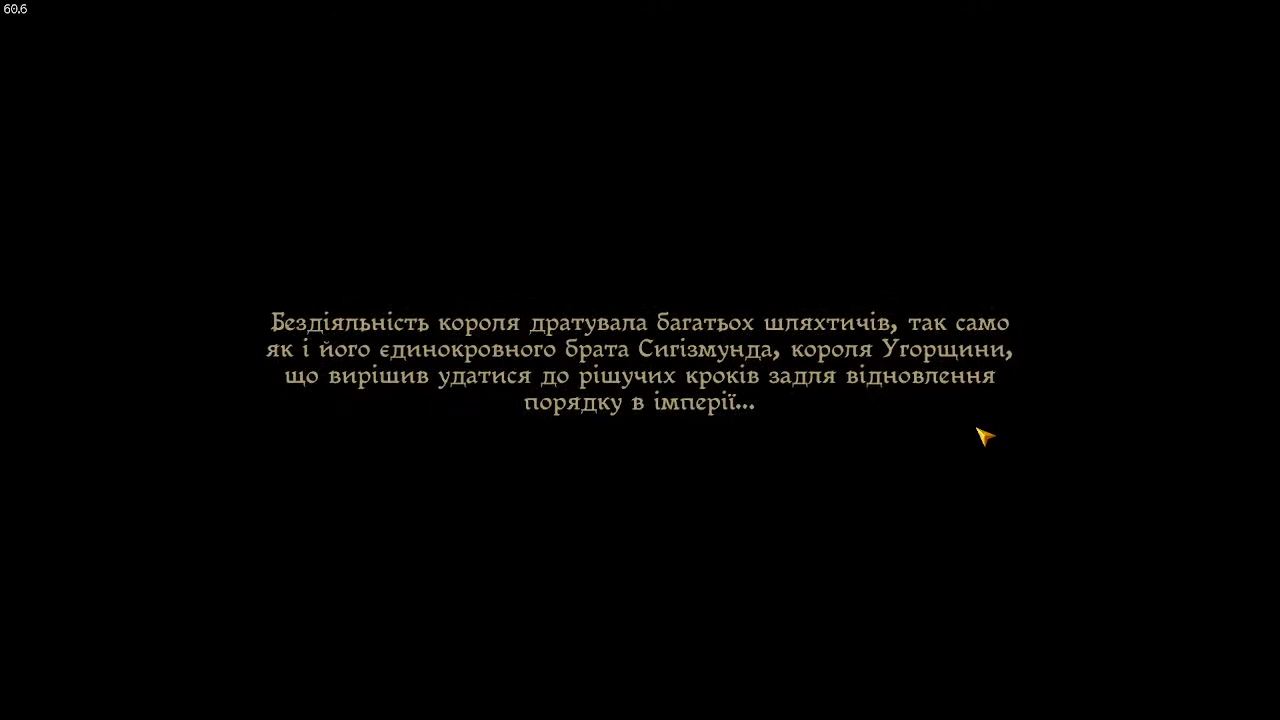 60.6
Бездіяльність короля дратувала багатьох шляхтичів, так само
як і його єдинокровного брата Сигізмунда, короля Угорщини,
що вирішив удатися до рішучих кроків задля відновлення
порядку в імперії...